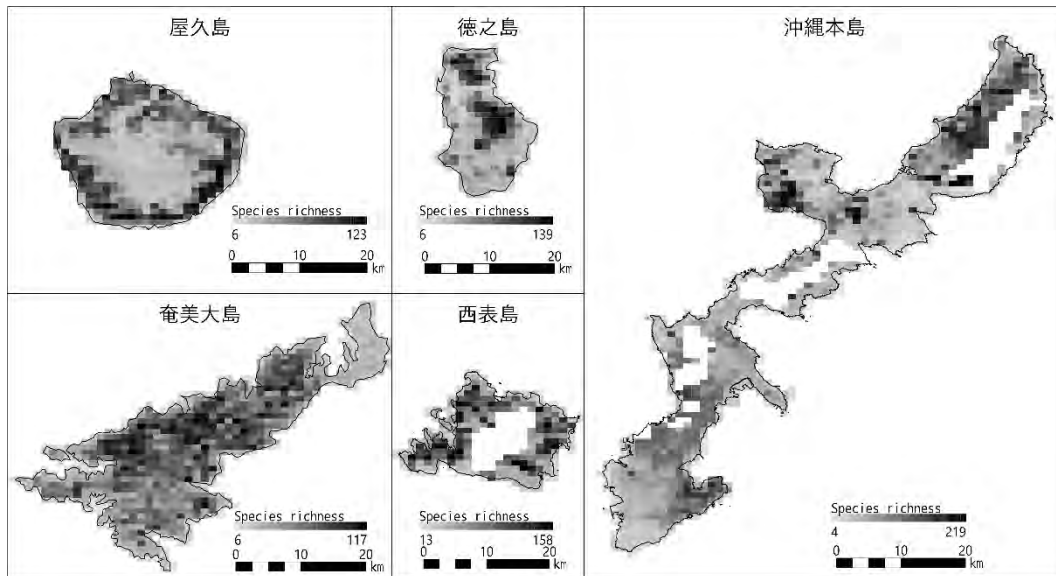 屋久島
Species richness
6 123
0 10 20
km
徳之島
Species richness
6 139
0 10 20
km
沖縄本島
Species richness
4 219
0 10 20
km
奄美大島
Species richness
6 117
0 10 20
km
西表島
Species richness
13 158
0 10 20
km